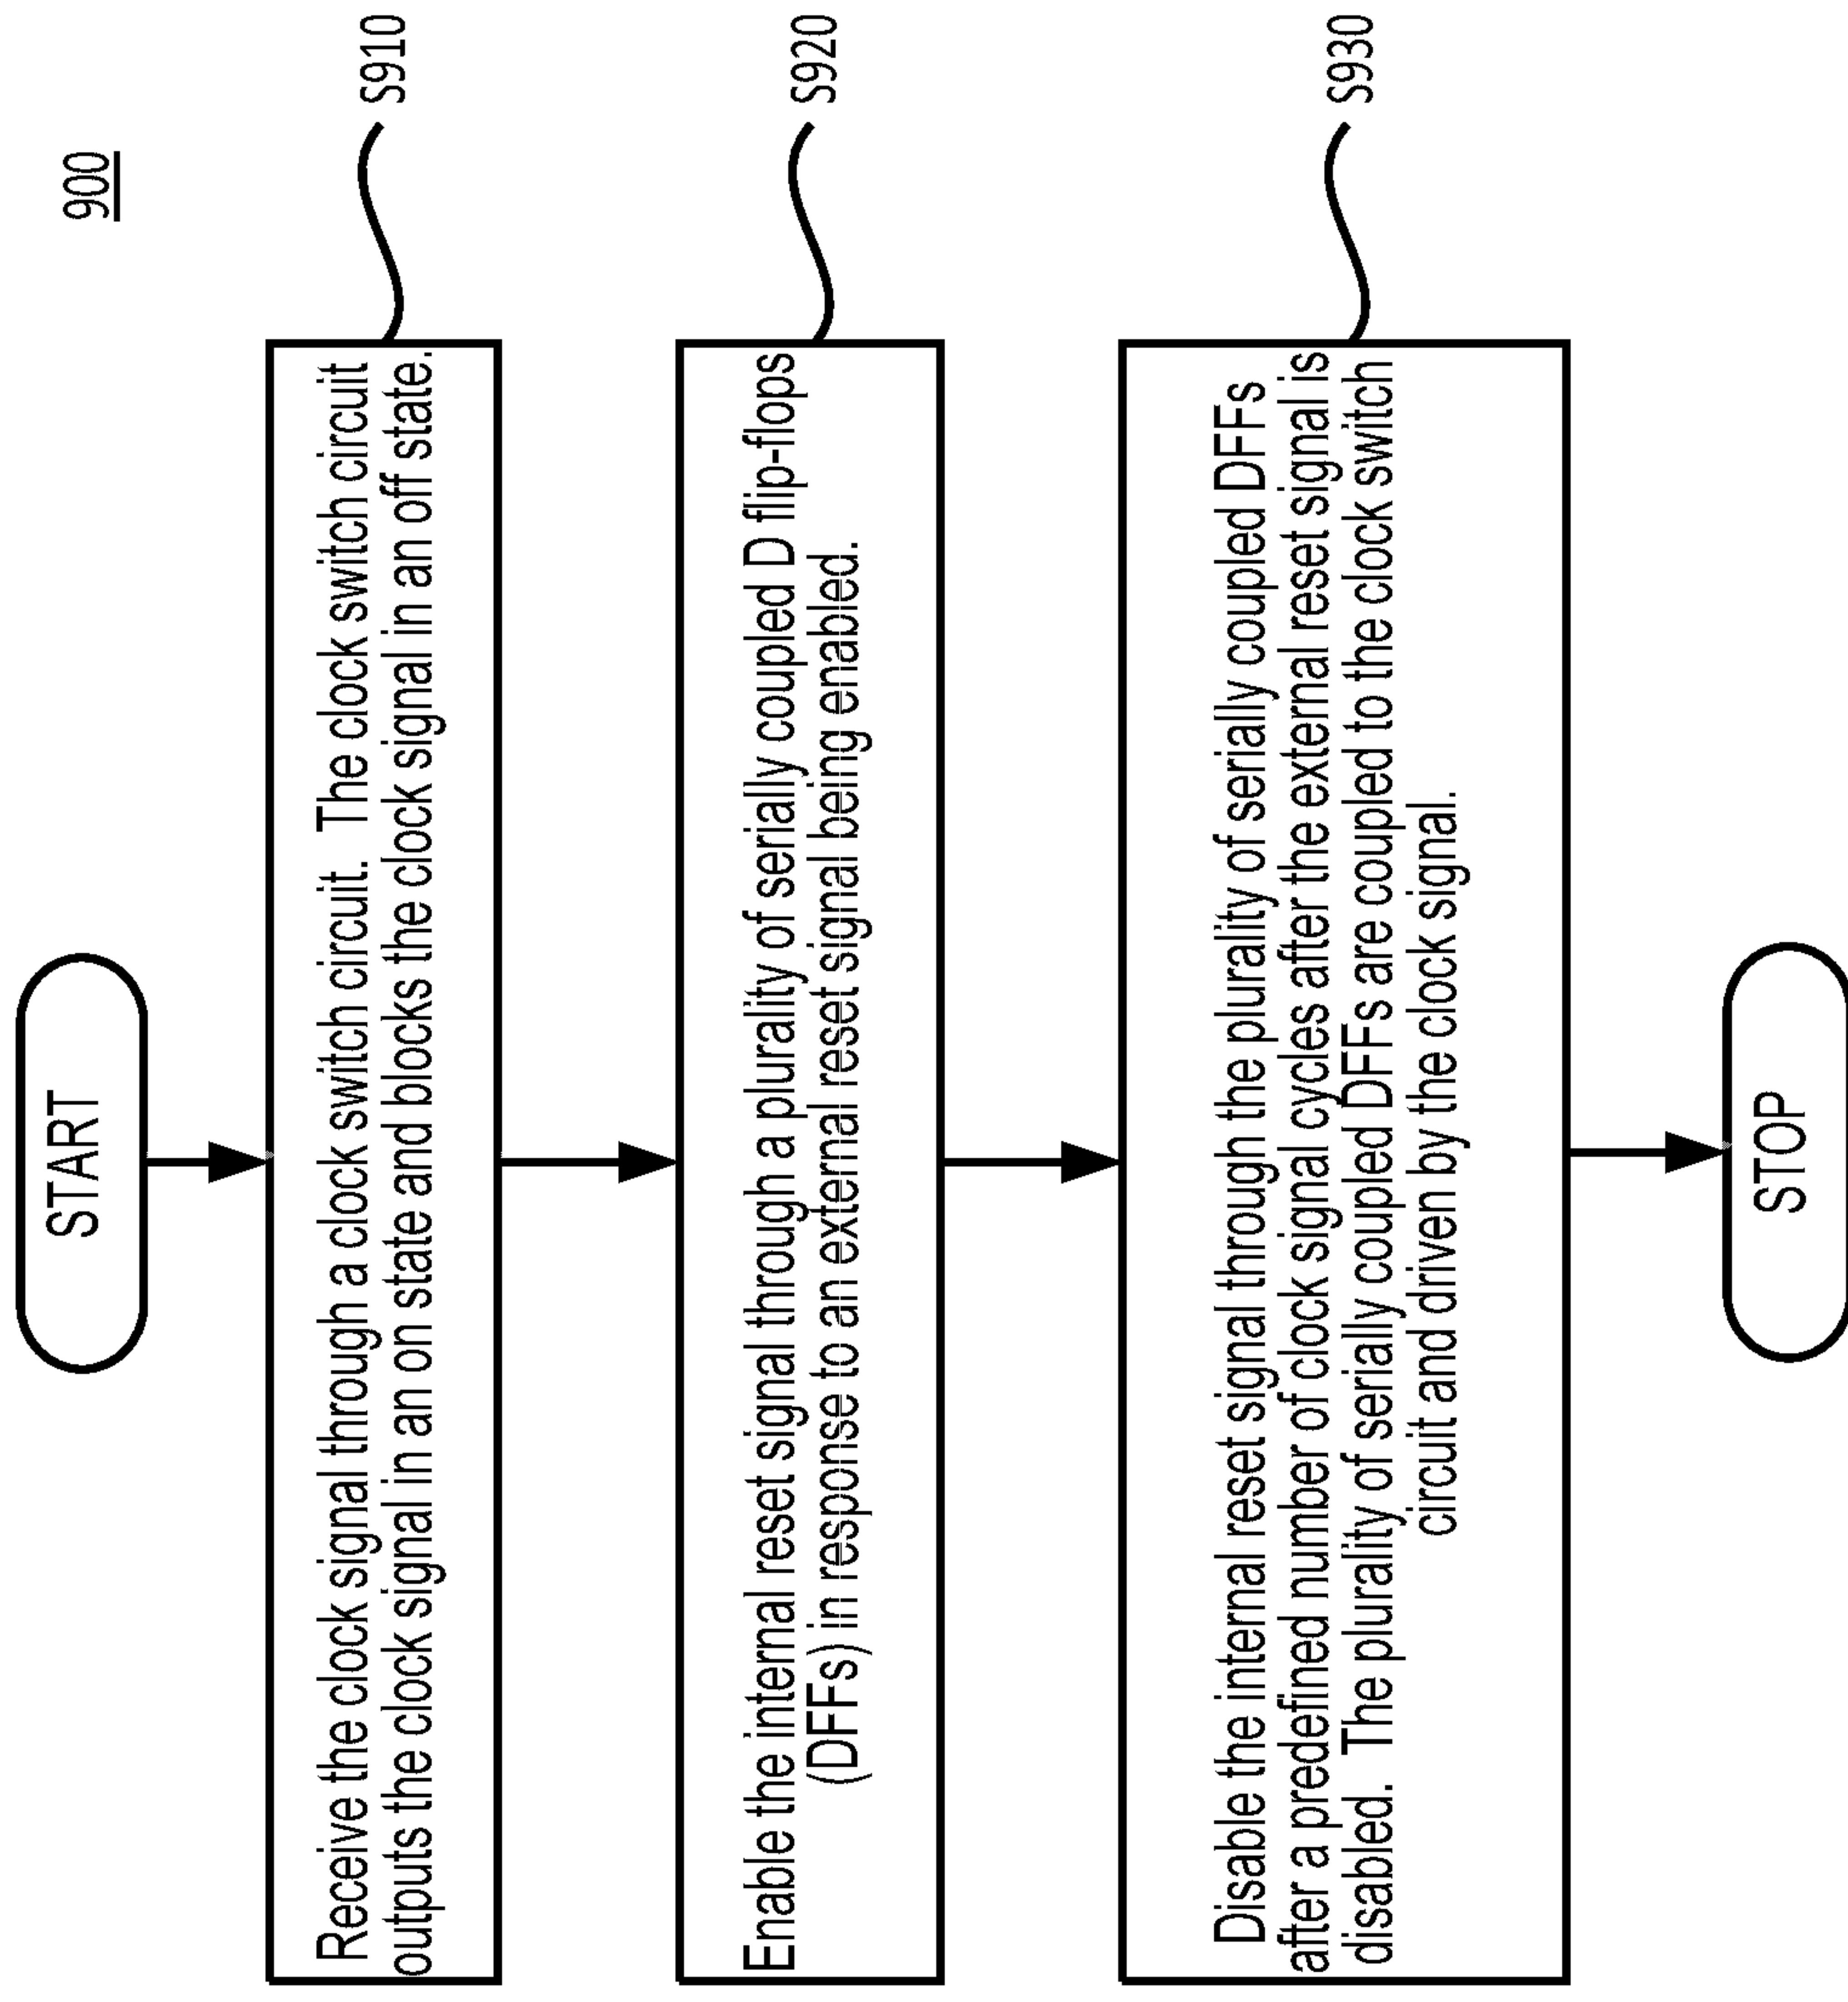 900
START
Receive the clock signal through a clock switch circuit. The clock switch circuit
outputs the clock signal in an on state and blocks the clock signal in an off state.
S910
Enable the internal reset signal through a plurality of serially coupled D flip-flops
(DFFs) in response to an external reset signal being enabled.
S920
Disable the internal reset signal through the plurality of serially coupled DFFs
after a predefined number of clock signal cycles after the external reset signal is
disabled. The plurality of serially coupled DFFs are coupled to the clock switch
circuit and driven by the clock signal.
S930
STOP